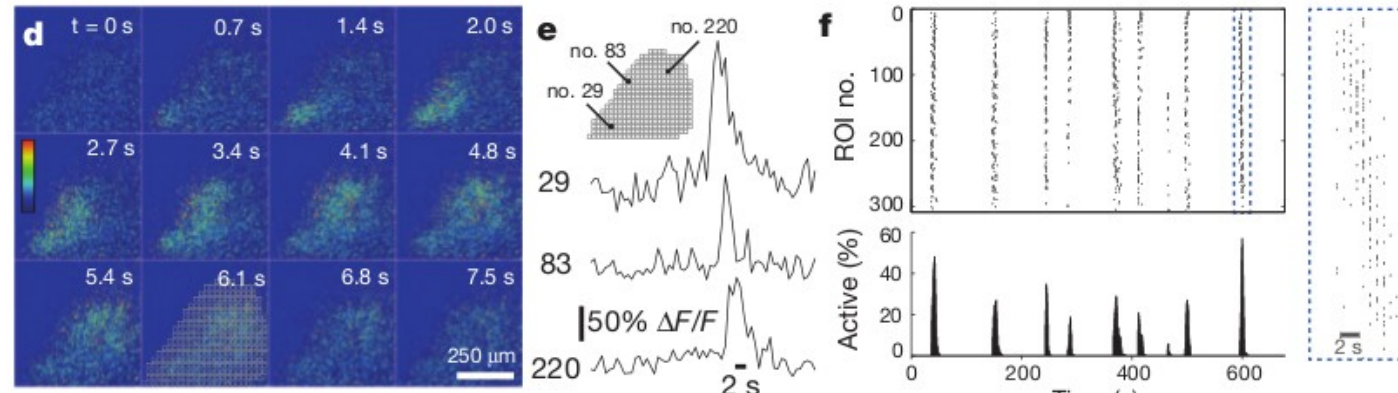 d
t = 0 s
0.7 s
1.4 s
2.0 s
2.7 s
3.4 s
4.1 s
4.8 s
5.4 s
6.1 s
6.8 s
7.5 s
250 μm
e
no. 220
no. 83
no. 29
29
83
50% ΔF/F
220
2 s
f
0
100
200
300
ROI no.
60
40
20
0
Active (%)
0 200 400 600
2 s